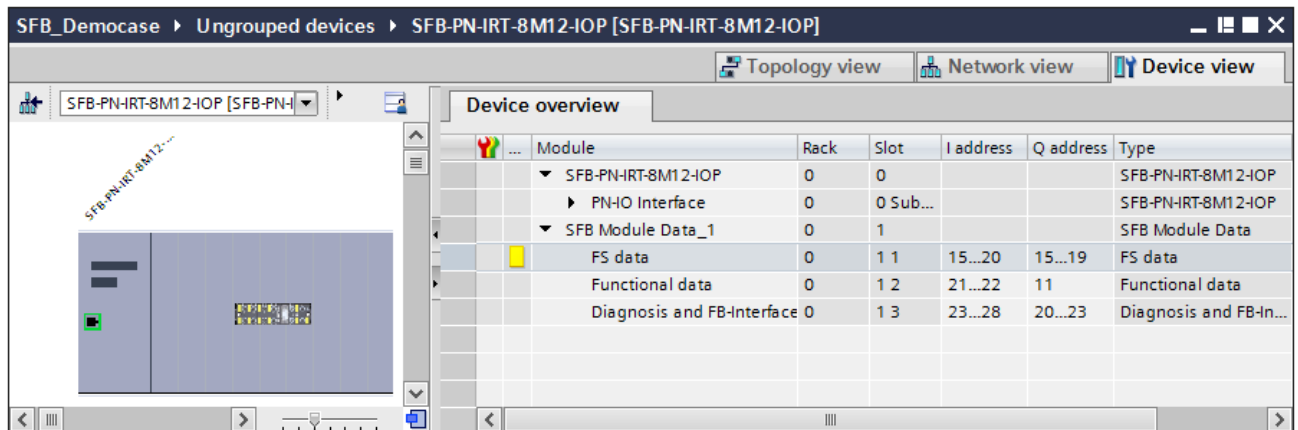 SFB_Democase ▸ Ungrouped devices ▸ SFB-PN-IRT-8M12-IOP [SFB-PN-IRT-8M12-IOP]
Topology view Network view Device view
SFB-PN-IRT-8M12-IOP [SFB-PN-I
SFB-PN-IRT-8M12-...
Device overview
... Module Rack Slot I address Q address Type
SFB-PN-IRT-8M12-IOP 0 0 SFB-PN-IRT-8M12-IOP
PN-IO Interface 0 0 Sub... SFB-PN-IRT-8M12-IOP
SFB Module Data_1 0 1 SFB Module Data
FS data 0 1 1 15...20 15...19 FS data
Functional data 0 1 2 21...22 11 Functional data
Diagnosis and FB-Interface 0 1 3 23...28 20...23 Diagnosis and FB-In...